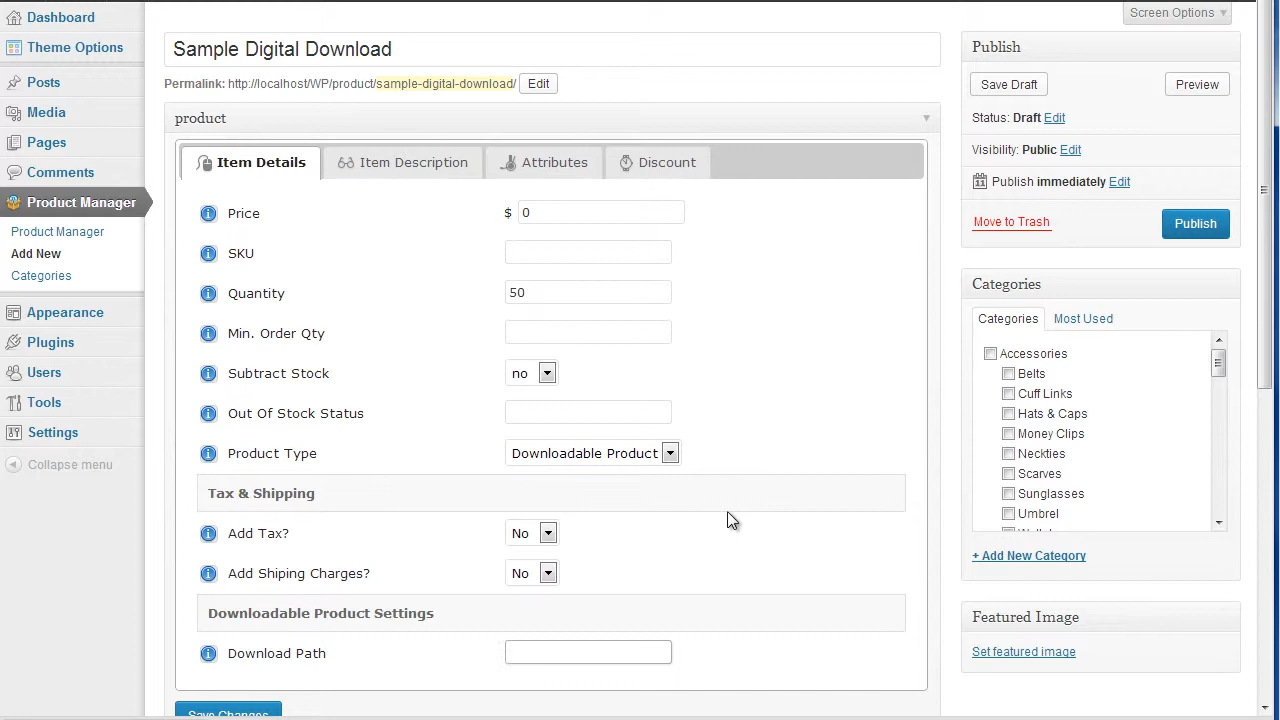 Dashboard
Theme Options
Posts
Media
Pages
Comments
Product Manager
Product Manager
Add New
Categories
Appearance
Plugins
Users
Tools
Settings
Collapse menu
Screen Options
Sample Digital Download
Permalink: http://localhost/WP/product/sample-digital-download/ Edit
product
Item Details Item Description Attributes Discount
Price $ 0
SKU
Quantity 50
Min. Order Qty
Subtract Stock no
Out Of Stock Status
Product Type Downloadable Product
Tax & Shipping
Add Tax? No
Add Shiping Charges? No
Downloadable Product Settings
Download Path
Save Changes
Publish
Save Draft Preview
Status: Draft Edit
Visibility: Public Edit
Publish immediately Edit
Move to Trash Publish
Categories
Categories Most Used
Accessories
Belts
Cuff Links
Hats & Caps
Money Clips
Neckties
Scarves
Sunglasses
Umbrel
+ Add New Category
Featured Image
Set featured image